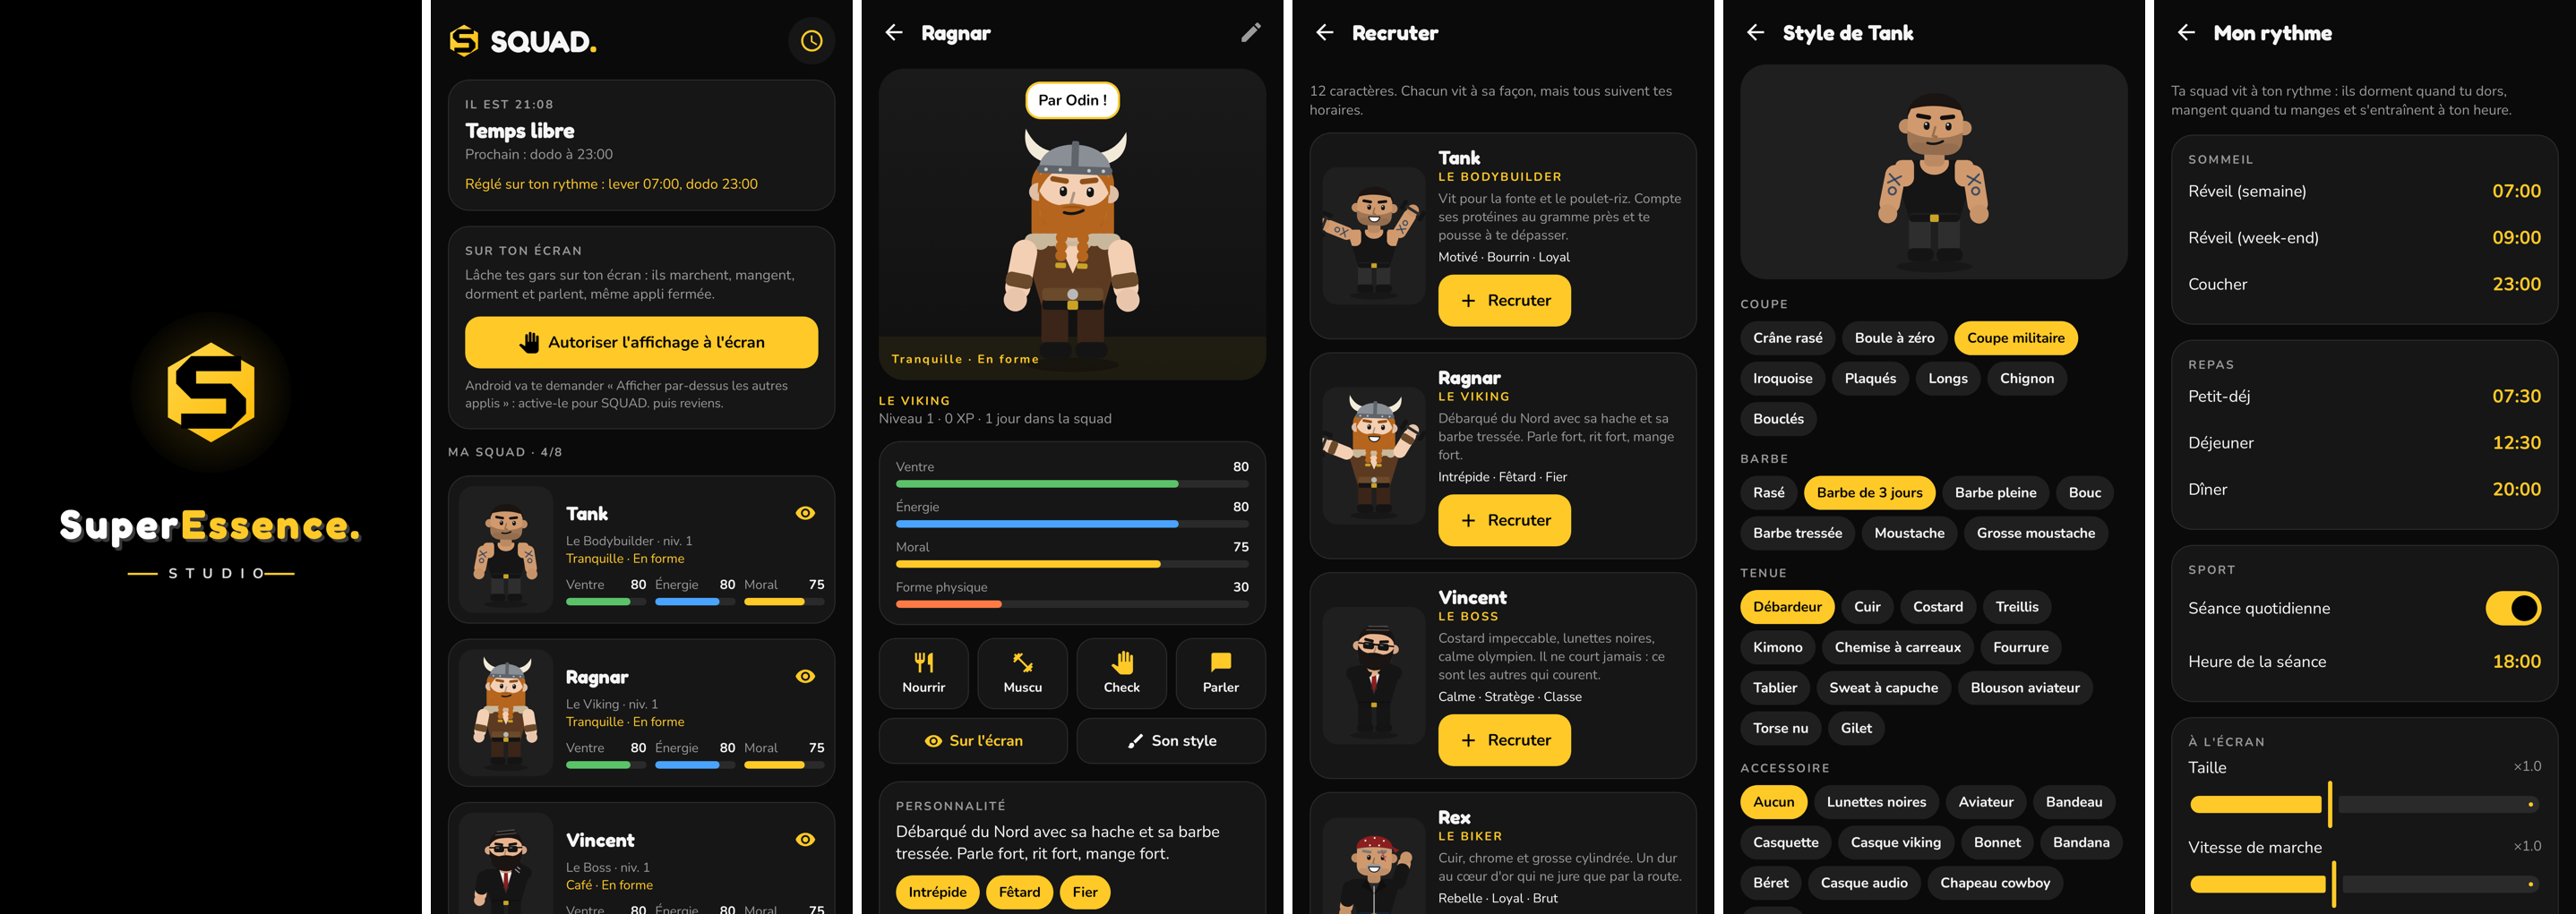 SuperEssence.
STUDIO
SQUAD.
IL EST 21:08
Temps libre
Prochain : dodo à 23:00
Réglé sur ton rythme : lever 07:00, dodo 23:00
SUR TON ÉCRAN
Lâche tes gars sur ton écran : ils marchent, mangent,
dorment et parlent, même appli fermée.
Autoriser l'affichage à l'écran
Android va te demander « Afficher par-dessus les autres
applis » : active-le pour SQUAD. puis reviens.
MA SQUAD · 4/8
Tank
Le Bodybuilder · niv. 1
Tranquille · En forme
Ventre 80 Énergie 80 Moral 75
Ragnar
Le Viking · niv. 1
Tranquille · En forme
Ventre 80 Énergie 80 Moral 75
Vincent
Le Boss · niv. 1
Café · En forme
Ventre 80 Énergie 80 Moral 75
Ragnar
Par Odin !
Tranquille · En forme
LE VIKING
Niveau 1 · 0 XP · 1 jour dans la squad
Ventre 80
Énergie 80
Moral 75
Forme physique 30
Nourrir Muscu Check Parler
Sur l'écran Son style
PERSONNALITÉ
Débarqué du Nord avec sa hache et sa barbe
tressée. Parle fort, rit fort, mange fort.
Intrépide Fêtard Fier
Recruter
12 caractères. Chacun vit à sa façon, mais tous suivent tes
horaires.
Tank
LE BODYBUILDER
Vit pour la fonte et le poulet-riz. Compte
ses protéines au gramme près et te
pousse à te dépasser.
Motivé · Bourrin · Loyal
+ Recruter
Ragnar
LE VIKING
Débarqué du Nord avec sa hache et sa
barbe tressée. Parle fort, rit fort, mange
fort.
Intrépide · Fêtard · Fier
+ Recruter
Vincent
LE BOSS
Costard impeccable, lunettes noires,
calme olympien. Il ne court jamais : ce
sont les autres qui courent.
Calme · Stratège · Classe
+ Recruter
Rex
LE BIKER
Cuir, chrome et grosse cylindrée. Un dur
au cœur d'or qui ne jure que par la route.
Rebelle · Loyal · Brut
Style de Tank
COUPE
Crâne rasé Boule à zéro Coupe militaire
Iroquoise Plaqués Longs Chignon
Bouclés
BARBE
Rasé Barbe de 3 jours Barbe pleine Bouc
Barbe tressée Moustache Grosse moustache
TENUE
Débardeur Cuir Costard Treillis
Kimono Chemise à carreaux Fourrure
Tablier Sweat à capuche Blouson aviateur
Torse nu Gilet
ACCESSOIRE
Aucun Lunettes noires Aviateur Bandeau
Casquette Casque viking Bonnet Bandana
Béret Casque audio Chapeau cowboy
Mon rythme
Ta squad vit à ton rythme : ils dorment quand tu dors,
mangent quand tu manges et s'entraînent à ton heure.
SOMMEIL
Réveil (semaine) 07:00
Réveil (week-end) 09:00
Coucher 23:00
REPAS
Petit-déj 07:30
Déjeuner 12:30
Dîner 20:00
SPORT
Séance quotidienne
Heure de la séance 18:00
À L'ÉCRAN
Taille ×1.0
Vitesse de marche ×1.0